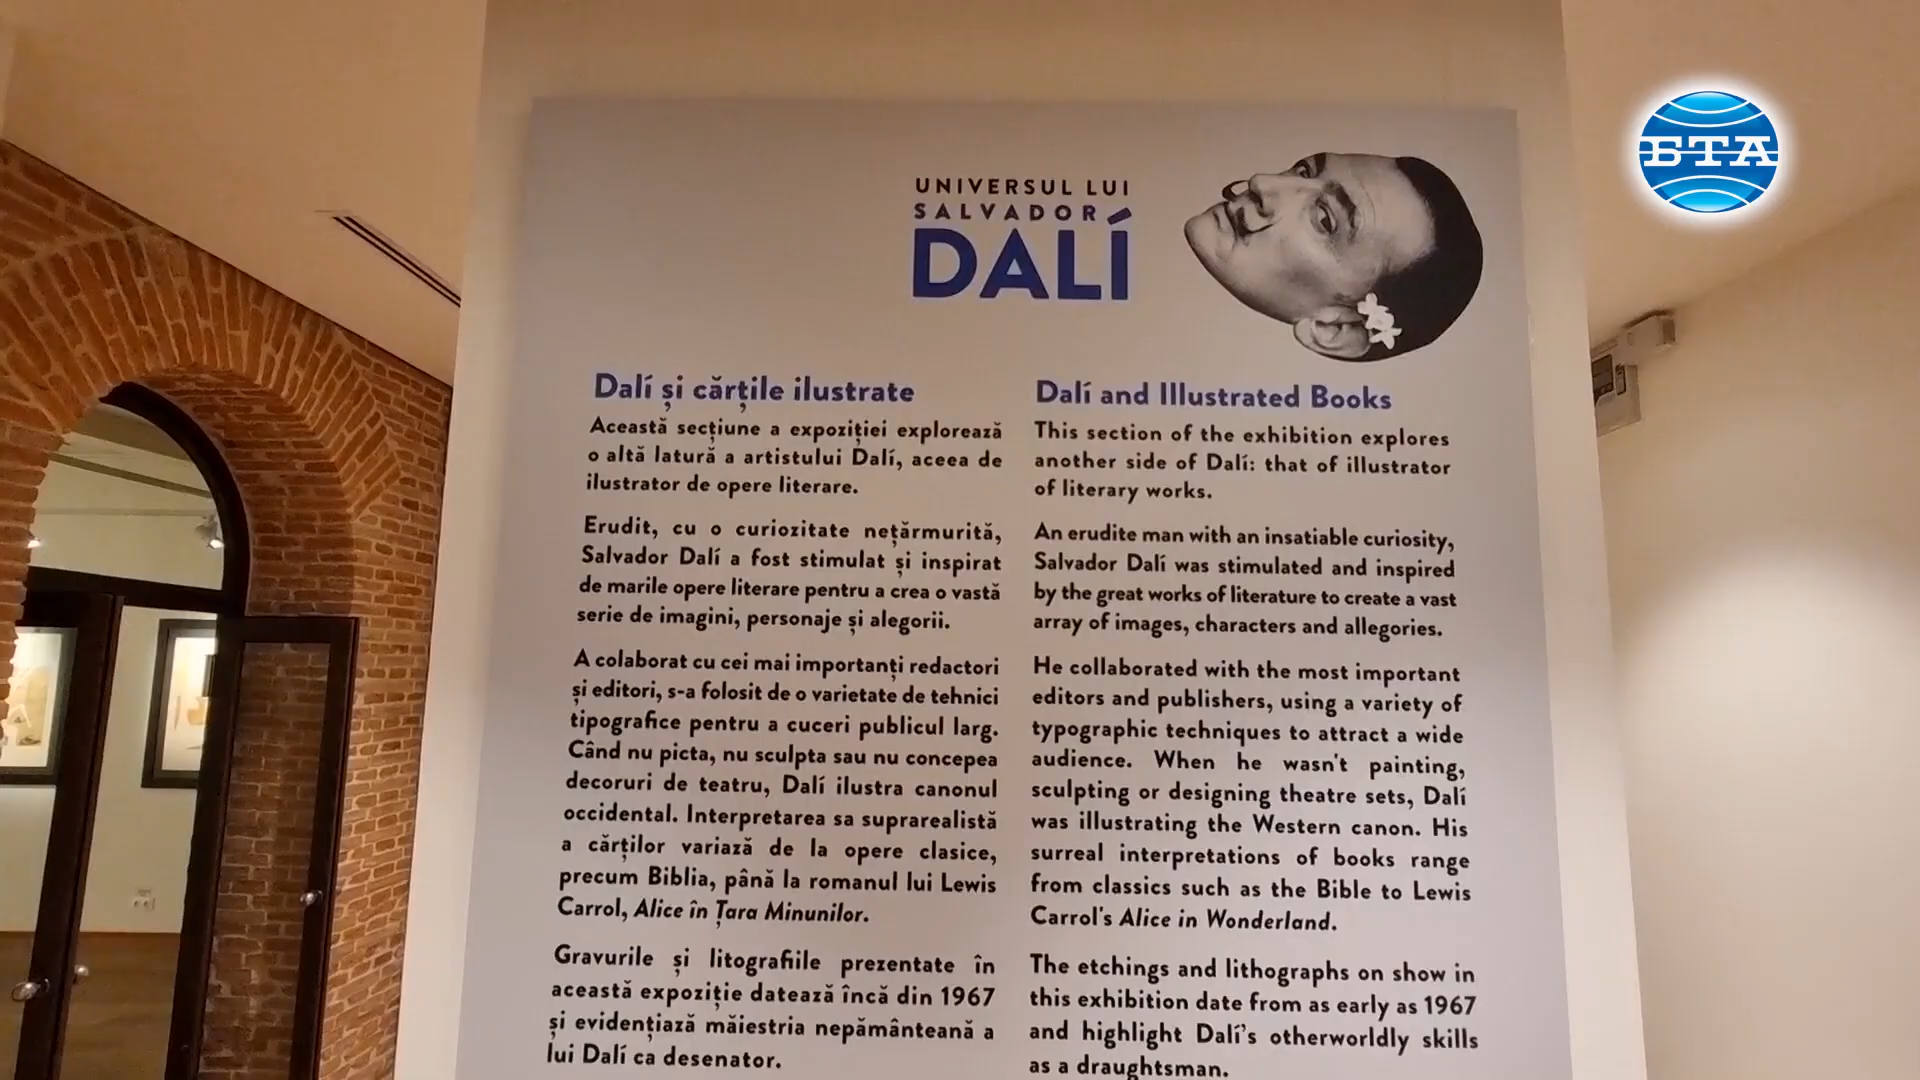 БТА
UNIVERSUL LUI
SALVADOR
DALÍ
Dalí și cărțile ilustrate
Această secțiune a expoziției explorează
o altă latură a artistului Dalí, aceea de
ilustrator de opere literare.
Erudit, cu o curiozitate nețărmurită,
Salvador Dalí a fost stimulat și inspirat
de marile opere literare pentru a crea o vastă
serie de imagini, personaje și alegorii.
A colaborat cu cei mai importanți redactori
și editori, s-a folosit de o varietate de tehnici
tipografice pentru a cuceri publicul larg.
Când nu picta, nu sculpta sau nu concepea
decoruri de teatru, Dalí ilustra canonul
occidental. Interpretarea sa suprarealistă
a cărților variază de la opere clasice,
precum Biblia, până la romanul lui Lewis
Carrol, Alice în Țara Minunilor.
Gravurile și litografiile prezentate în
această expoziție datează încă din 1967
și evidențiază măiestria nepământeană a
lui Dalí ca desenator.
Dalí and Illustrated Books
This section of the exhibition explores
another side of Dalí: that of illustrator
of literary works.
An erudite man with an insatiable curiosity,
Salvador Dalí was stimulated and inspired
by the great works of literature to create a vast
array of images, characters and allegories.
He collaborated with the most important
editors and publishers, using a variety of
typographic techniques to attract a wide
audience. When he wasn't painting,
sculpting or designing theatre sets, Dalí
was illustrating the Western canon. His
surreal interpretations of books range
from classics such as the Bible to Lewis
Carrol's Alice in Wonderland.
The etchings and lithographs on show in
this exhibition date from as early as 1967
and highlight Dalí's otherworldly skills
as a draughtsman.